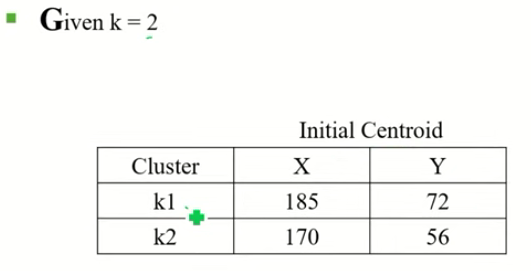 Given k = 2
Initial Centroid
Cluster X Y
k1 185 72
k2 170 56